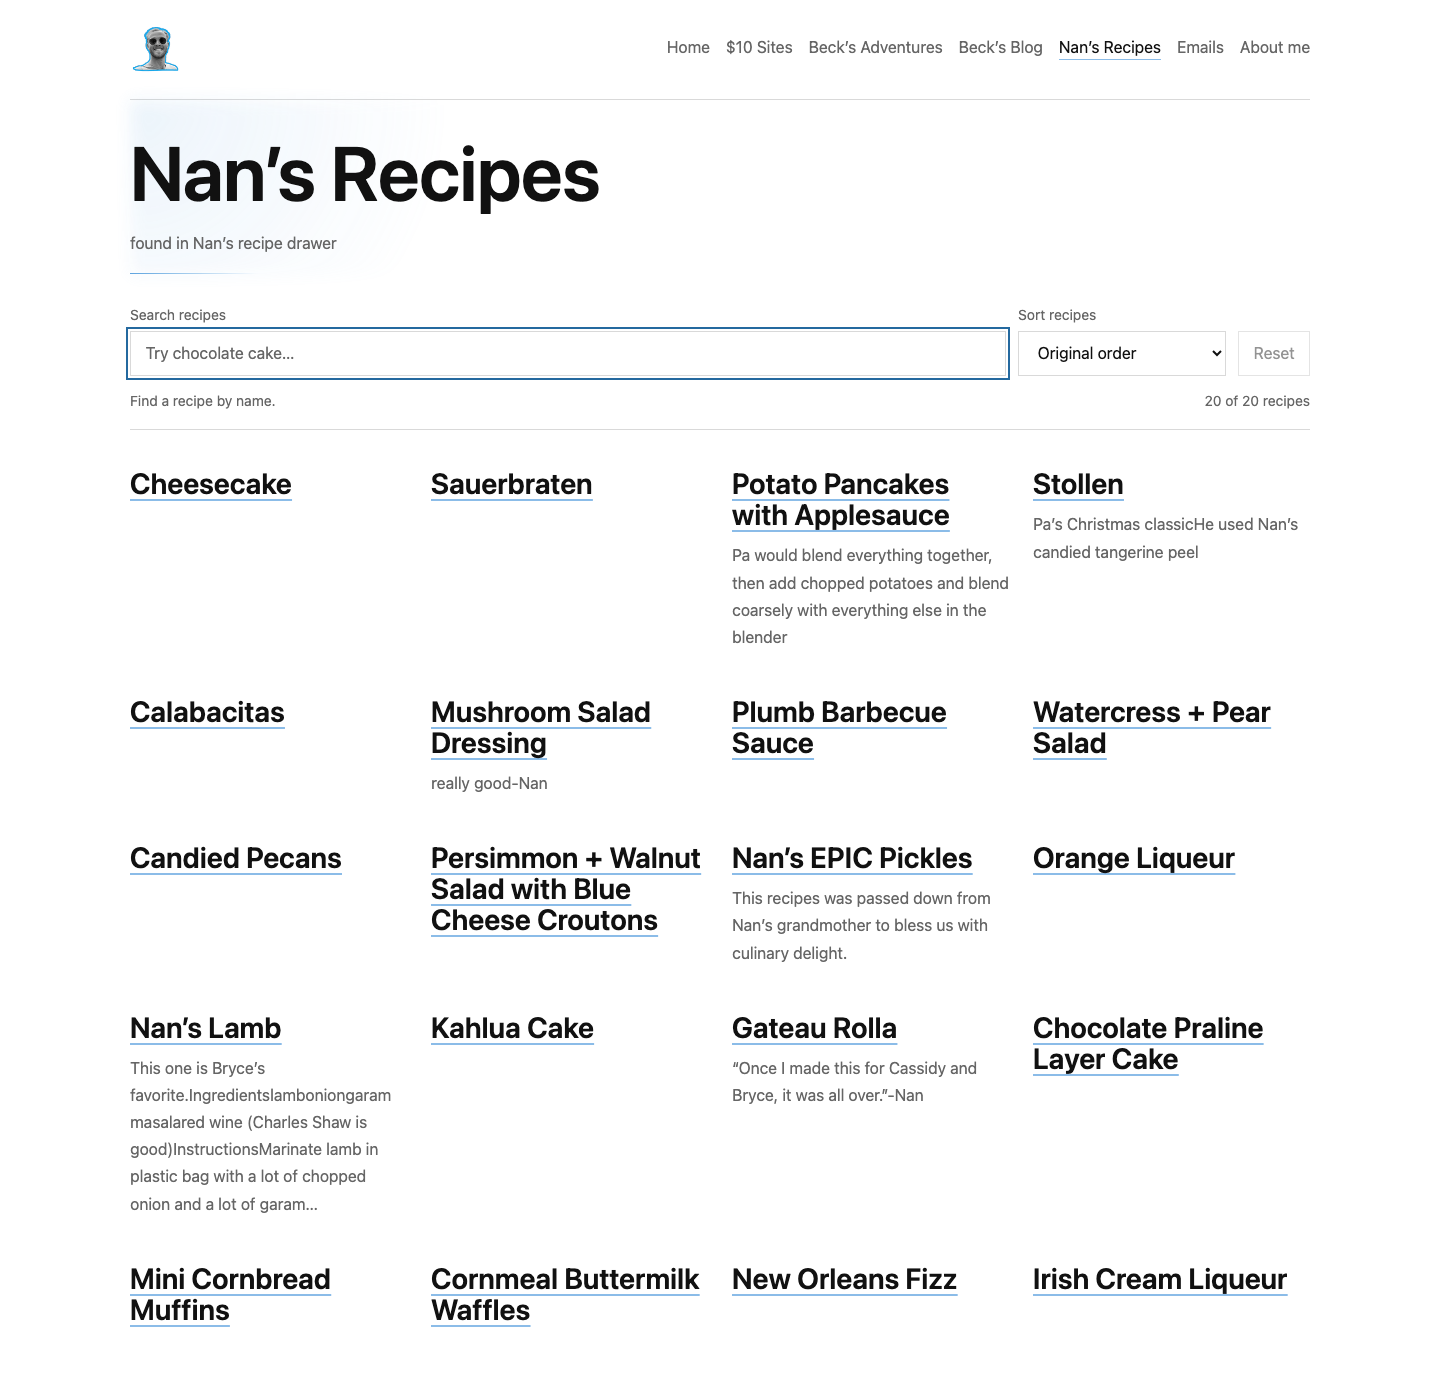 Home $10 Sites Beck’s Adventures Beck’s Blog Nan’s Recipes Emails About me
Nan’s Recipes
found in Nan’s recipe drawer
Search recipes
Try chocolate cake...
Sort recipes
Original order
Reset
Find a recipe by name.
20 of 20 recipes
Cheesecake
Sauerbraten
Potato Pancakes
with Applesauce
Pa would blend everything together,
then add chopped potatoes and blend
coarsely with everything else in the
blender
Stollen
Pa’s Christmas classicHe used Nan’s
candied tangerine peel
Calabacitas
Mushroom Salad
Dressing
really good-Nan
Plumb Barbecue
Sauce
Watercress + Pear
Salad
Candied Pecans
Persimmon + Walnut
Salad with Blue
Cheese Croutons
Nan’s EPIC Pickles
This recipes was passed down from
Nan’s grandmother to bless us with
culinary delight.
Orange Liqueur
Nan’s Lamb
This one is Bryce’s
favorite.Ingredientslamboniongaram
masalared wine (Charles Shaw is
good)InstructionsMarinate lamb in
plastic bag with a lot of chopped
onion and a lot of garam...
Kahlua Cake
Gateau Rolla
“Once I made this for Cassidy and
Bryce, it was all over.”-Nan
Chocolate Praline
Layer Cake
Mini Cornbread
Muffins
Cornmeal Buttermilk
Waffles
New Orleans Fizz
Irish Cream Liqueur